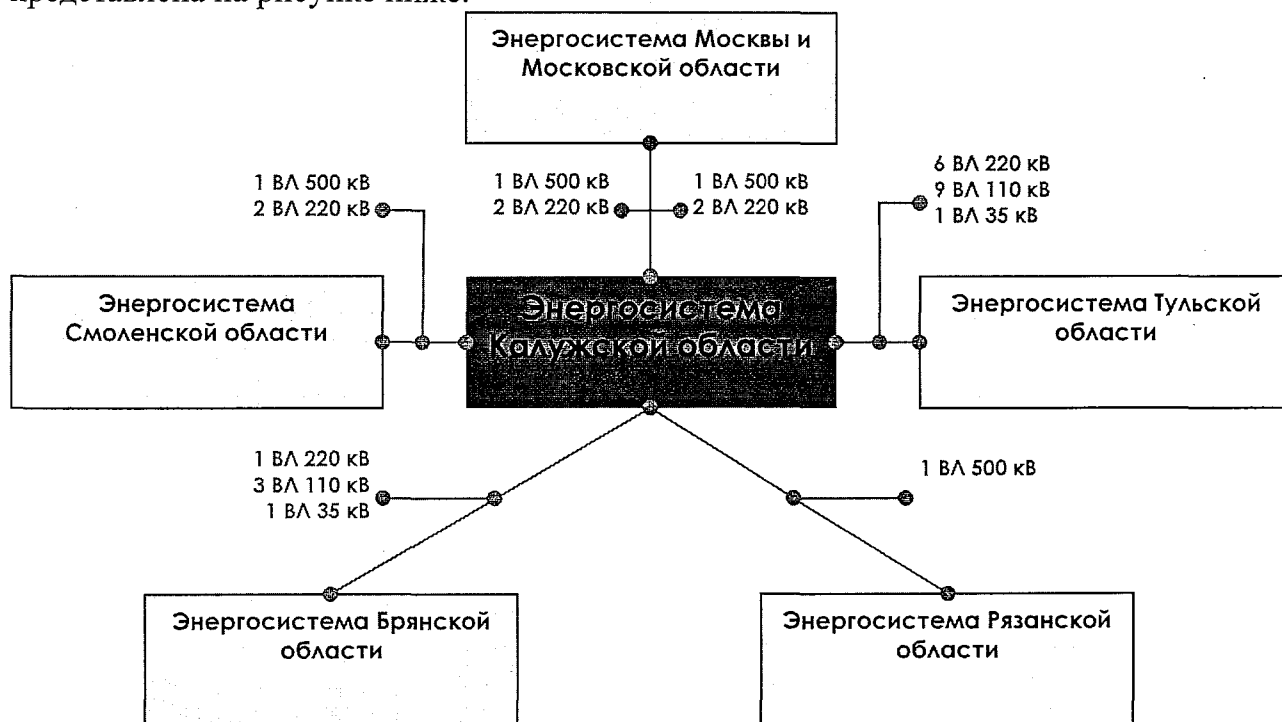 представлена на рисунке ниже.
Энергосистема Москвы и
Московской области
1 ВЛ 500 кВ
2 ВЛ 220 кВ
1 ВЛ 500 кВ
2 ВЛ 220 кВ
1 ВЛ 500 кВ
2 ВЛ 220 кВ
6 ВЛ 220 кВ
9 ВЛ 110 кВ
1 ВЛ 35 кВ
Энергосистема
Смоленской области
Энергосистема
Калужской области
Энергосистема Тульской
области
1 ВЛ 220 кВ
3 ВЛ 110 кВ
1 ВЛ 35 кВ
1 ВЛ 500 кВ
Энергосистема Брянской
области
Энергосистема Рязанской
области